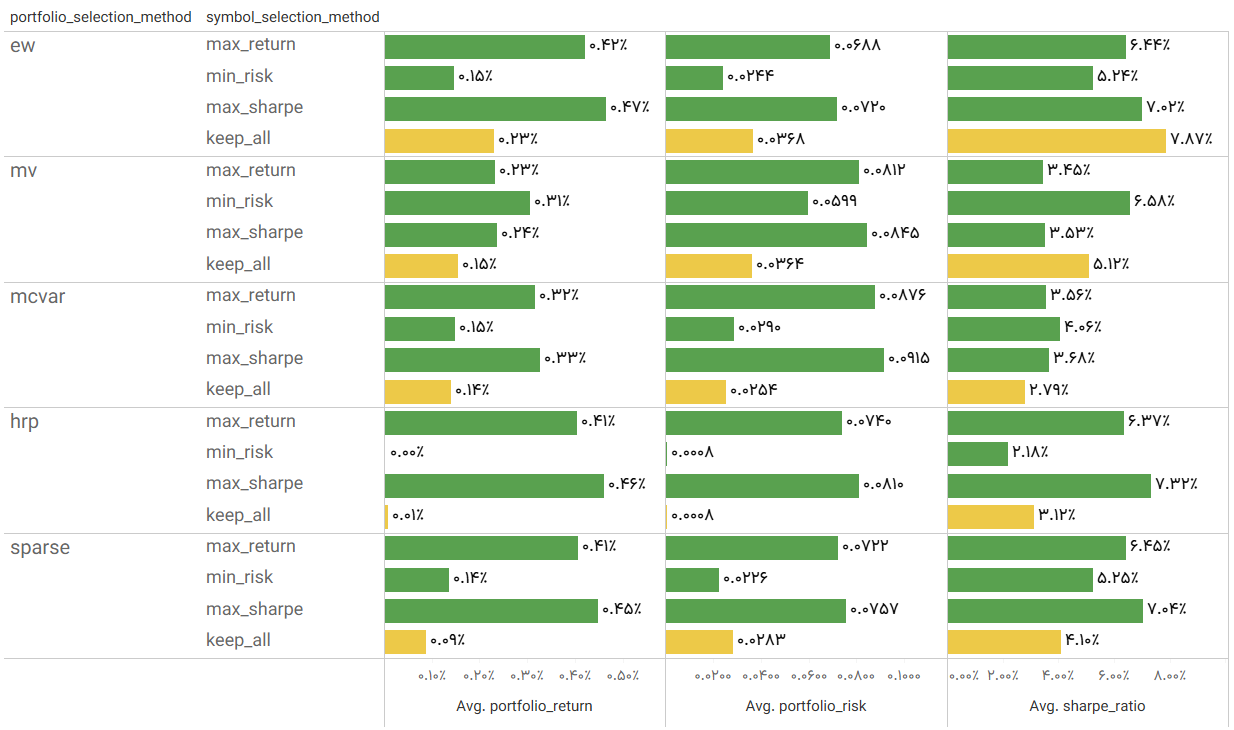 portfolio_selection_method symbol_selection_method
ew max_return ۰.۴۲٪ ۰.۰۶۸۸ ۶.۴۴٪
min_risk ۰.۱۵٪ ۰.۰۲۴۴ ۵.۲۴٪
max_sharpe ۰.۴۷٪ ۰.۰۷۲۰ ۷.۰۲٪
keep_all ۰.۲۳٪ ۰.۰۳۶۸ ۷.۸۷٪
mv max_return ۰.۲۳٪ ۰.۰۸۱۲ ۳.۴۵٪
min_risk ۰.۳۱٪ ۰.۰۵۹۹ ۶.۵۸٪
max_sharpe ۰.۲۴٪ ۰.۰۸۴۵ ۳.۵۳٪
keep_all ۰.۱۵٪ ۰.۰۳۶۴ ۵.۱۲٪
mcvar max_return ۰.۳۲٪ ۰.۰۸۷۶ ۳.۵۶٪
min_risk ۰.۱۵٪ ۰.۰۲۹۰ ۴.۰۶٪
max_sharpe ۰.۳۳٪ ۰.۰۹۱۵ ۳.۶۸٪
keep_all ۰.۱۴٪ ۰.۰۲۵۴ ۲.۷۹٪
hrp max_return ۰.۴۱٪ ۰.۰۷۴۰ ۶.۳۷٪
min_risk ۰.۰۰٪ ۰.۰۰۰۸ ۲.۱۸٪
max_sharpe ۰.۴۶٪ ۰.۰۸۱۰ ۷.۳۲٪
keep_all ۰.۰۱٪ ۰.۰۰۰۸ ۳.۱۲٪
sparse max_return ۰.۴۱٪ ۰.۰۷۲۲ ۶.۴۵٪
min_risk ۰.۱۴٪ ۰.۰۲۲۶ ۵.۲۵٪
max_sharpe ۰.۴۵٪ ۰.۰۷۵۷ ۷.۰۴٪
keep_all ۰.۰۹٪ ۰.۰۲۸۳ ۴.۱۰٪
۰.۱۰٪ ۰.۲۰٪ ۰.۳۰٪ ۰.۴۰٪ ۰.۵۰٪ ۰.۰۲۰۰ ۰.۰۴۰۰ ۰.۰۶۰۰ ۰.۰۸۰۰ ۰.۱۰۰۰ ۰.۰۰٪ ۲.۰۰٪ ۴.۰۰٪ ۶.۰۰٪ ۸.۰۰٪
Avg. portfolio_return Avg. portfolio_risk Avg. sharpe_ratio